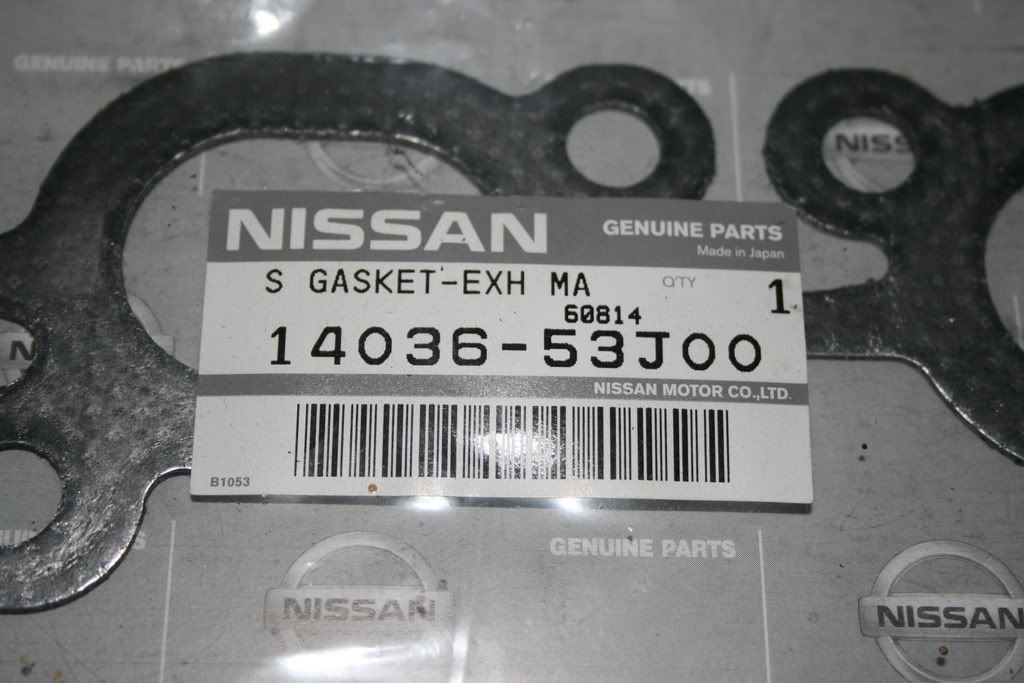 GENUINE PARTS
NISSAN
NISSAN GENUINE PARTS
Made in Japan
S GASKET-EXH MA Q'TY 1
60814
14036-53J00
NISSAN MOTOR CO.,LTD.
B1053
GENUINE PARTS
NISSAN
NISSAN